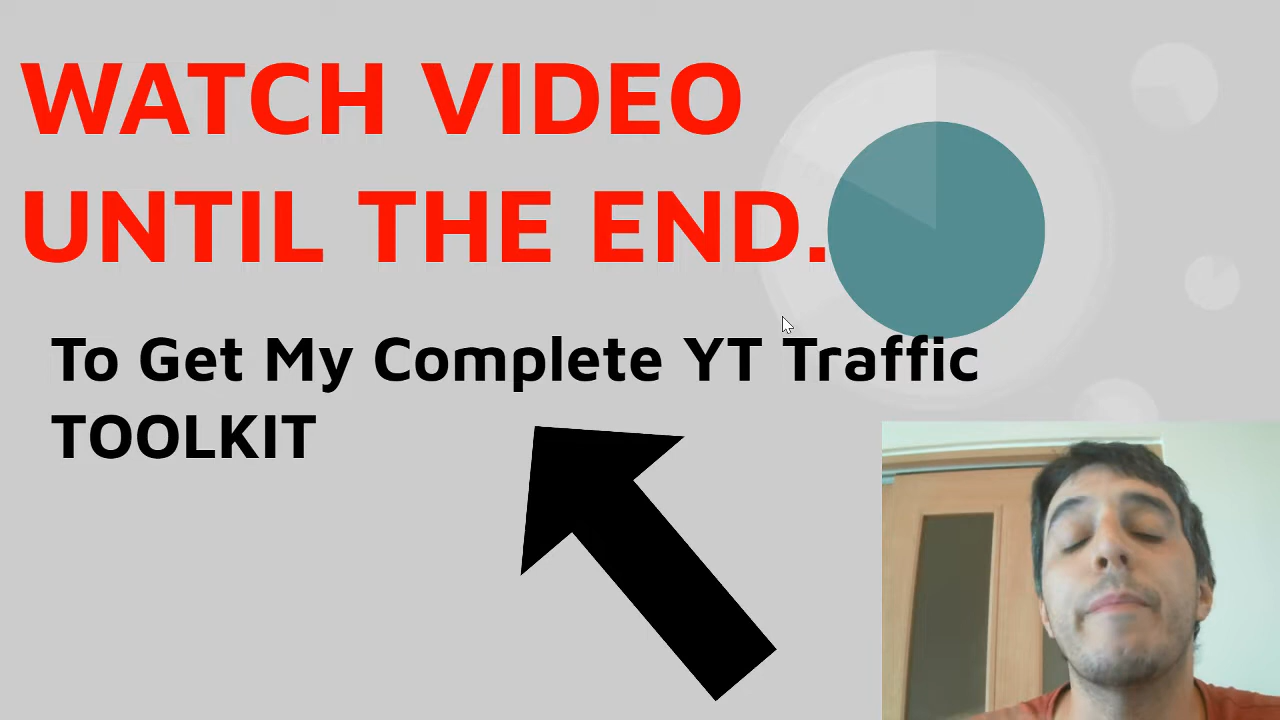 WATCH VIDEO
UNTIL THE END.
To Get My Complete YT Traffic
TOOLKIT